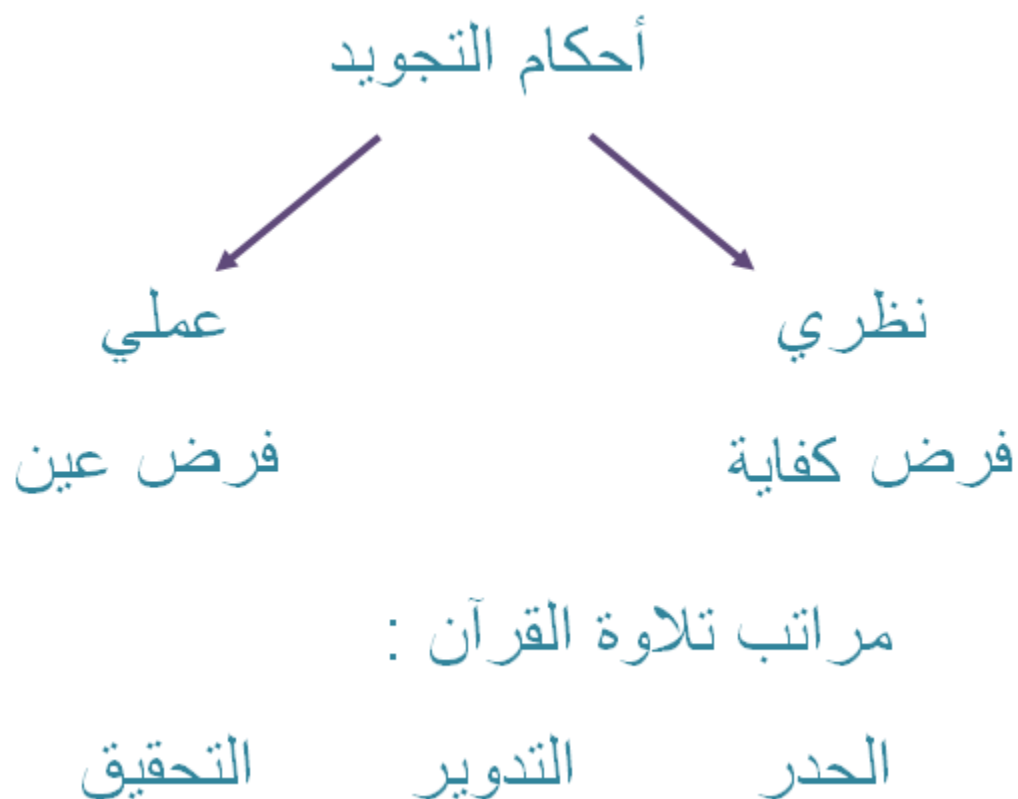 أحكام التجويد
نظري عملي
فرض كفاية فرض عين
مراتب تلاوة القرآن :
الحدر التدوير التحقيق